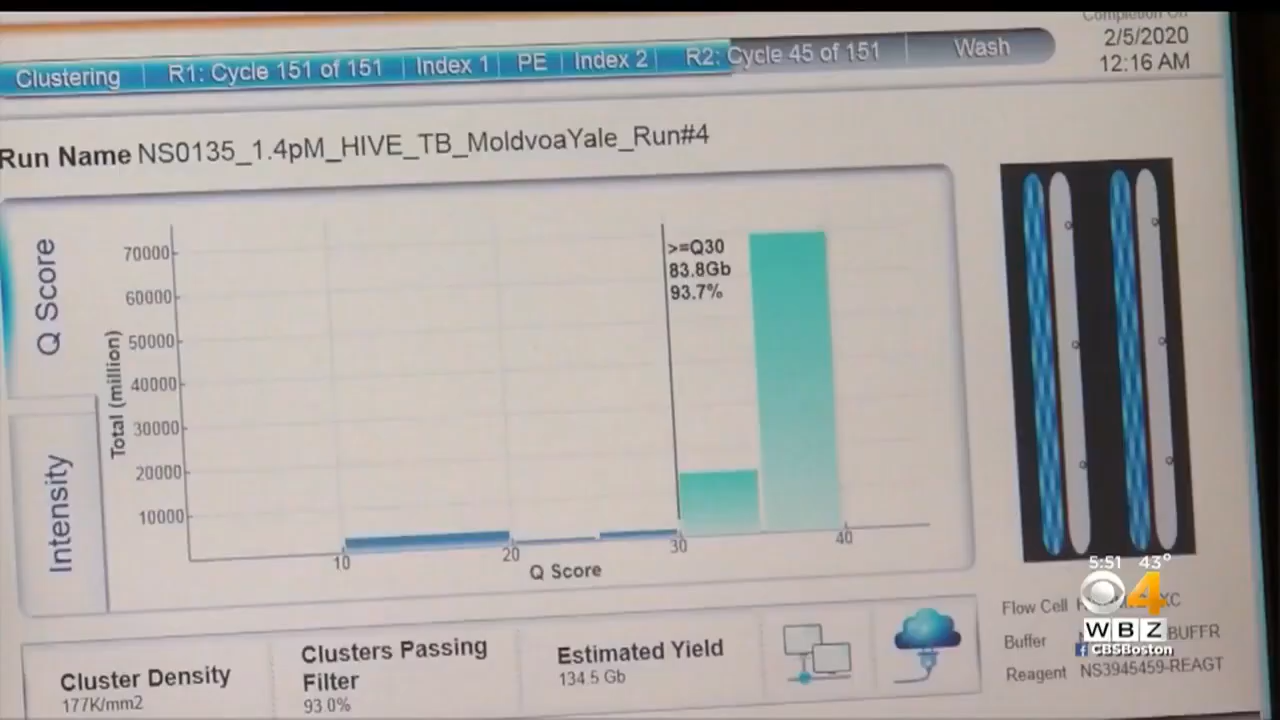 Completion On
2/5/2020
12:16 AM
Clustering R1: Cycle 151 of 151 Index 1 PE Index 2 R2: Cycle 45 of 151 Wash
Run Name NS0135_1.4pM_HIVE_TB_MoldvoaYale_Run#4
Q Score
Intensity
Total (million)
70000
60000
50000
40000
30000
20000
10000
>=Q30
83.8Gb
93.7%
10 20 30 40
Q Score
Cluster Density
177K/mm2
Clusters Passing
Filter
93.0%
Estimated Yield
134.5 Gb
5:51 43°
4
WBZ
f CBSBoston
Flow Cell
Buffer
Reagent NS3945459-REAGT